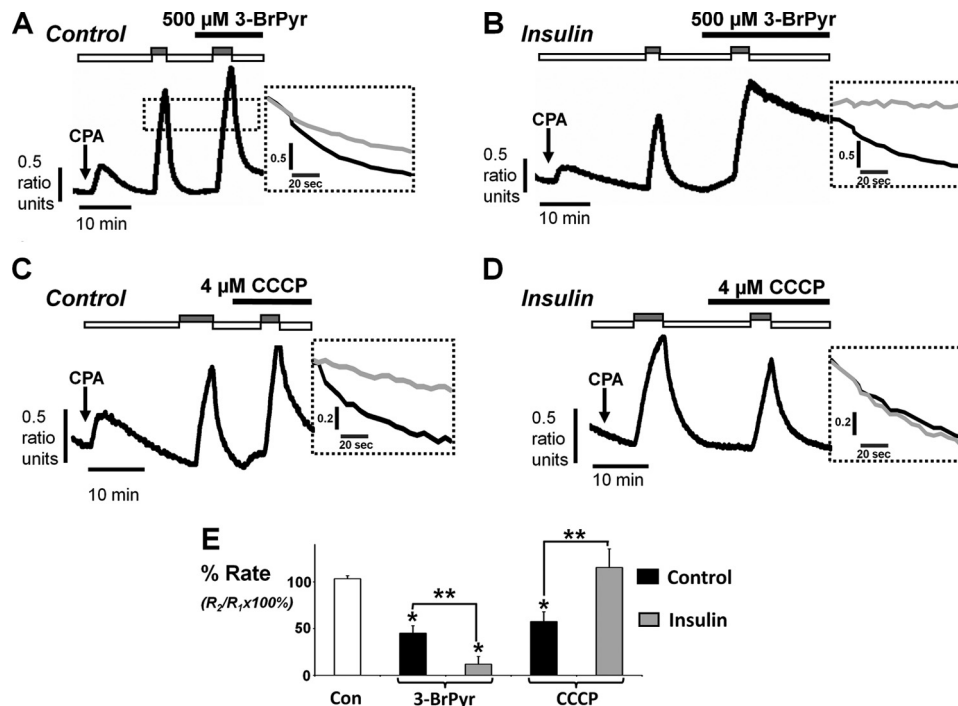 A
Control
500 µM 3-BrPyr
CPA
0.5
ratio
units
10 min
0.5
20 sec
B
Insulin
500 µM 3-BrPyr
CPA
0.5
ratio
units
10 min
0.5
20 sec
C
Control
4 µM CCCP
CPA
0.5
ratio
units
10 min
0.2
20 sec
D
Insulin
4 µM CCCP
CPA
0.5
ratio
units
10 min
0.2
20 sec
E
% Rate
(R₂/R₁x100%)
100
50
0
**
**
*
*
*
Control
Insulin
Con
3-BrPyr
CCCP